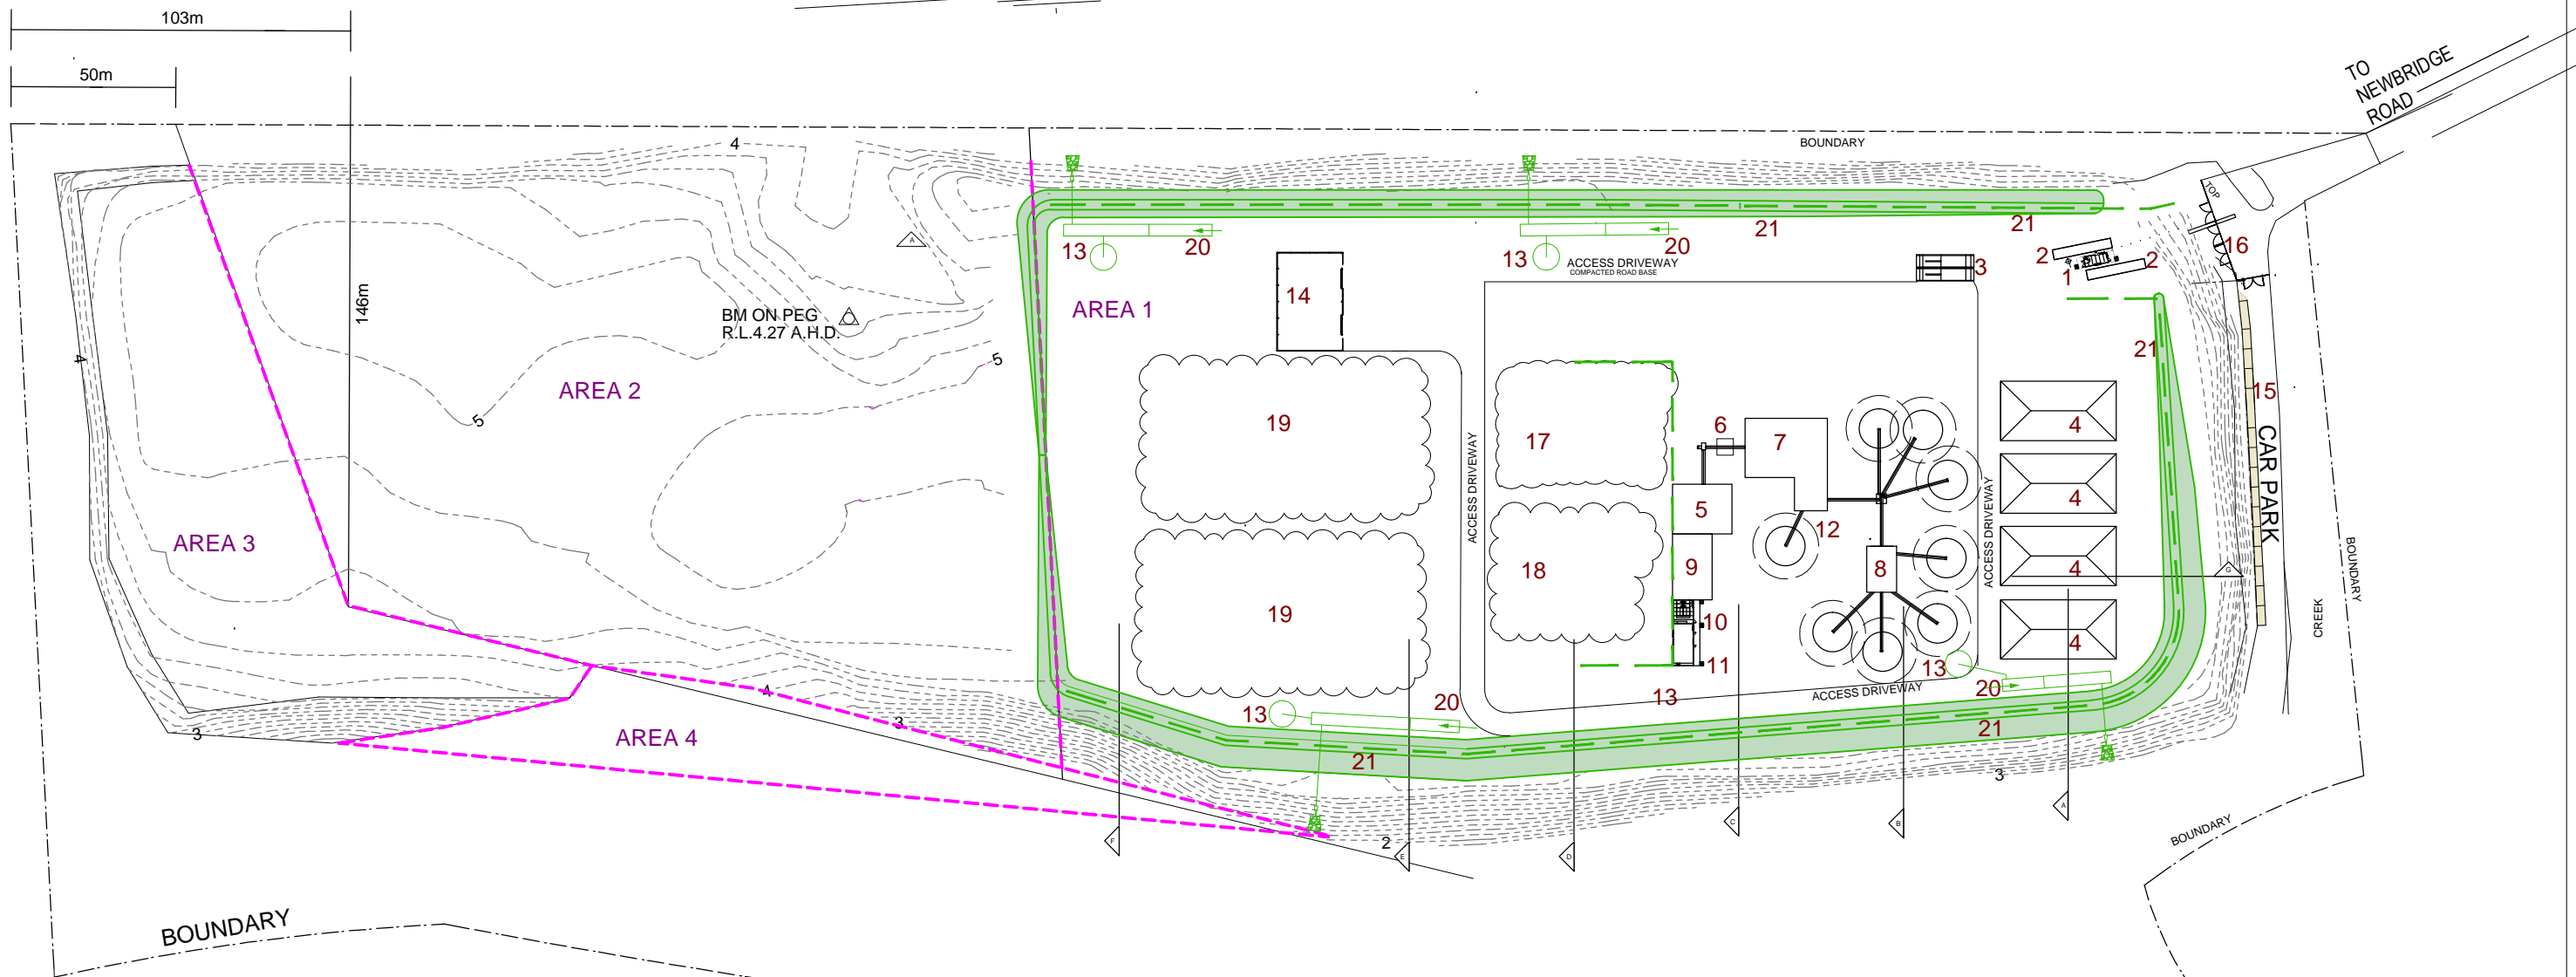 103m
50m
TO
NEWBRIDGE
ROAD
4
BOUNDARY
TOP
21
21
16
13
20
13
20
2
2
1
3
A
ACCESS DRIVEWAY
COMPACTED ROAD BASE
14
AREA 1
146m
BM ON PEG
R.L.4.27 A.H.D.
4
5
21
15
AREA 2
5
19
17
6
7
4
CAR PARK
ACCESS DRIVEWAY
5
12
4
ACCESS DRIVEWAY
AREA 3
18
9
8
4
G
BOUNDARY
19
10
11
4
CREEK
13
13
20
ACCESS DRIVEWAY
4
3
13
20
21
21
3
AREA 4
3
2
F
E
D
C
B
A
BOUNDARY
BOUNDARY